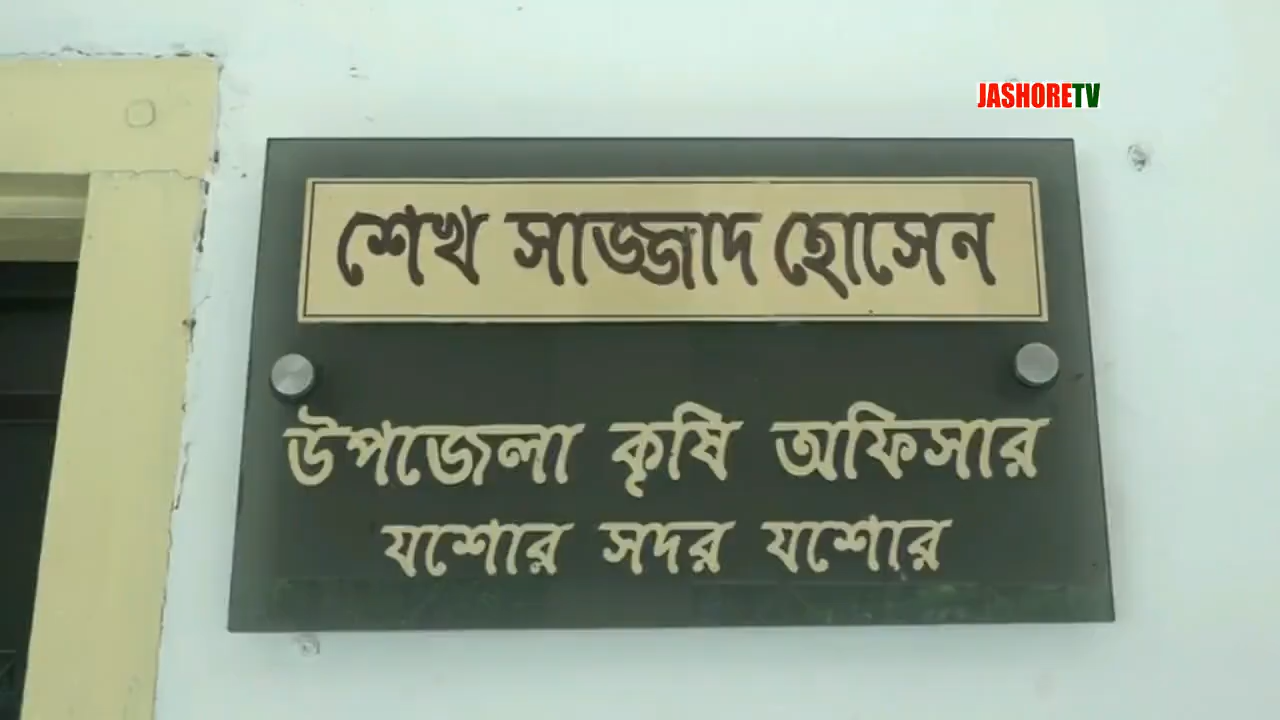 JASHORETV
শেখ সাজ্জাদ হোসেন
উপজেলা কৃষি অফিসার
যশোর সদর যশোর